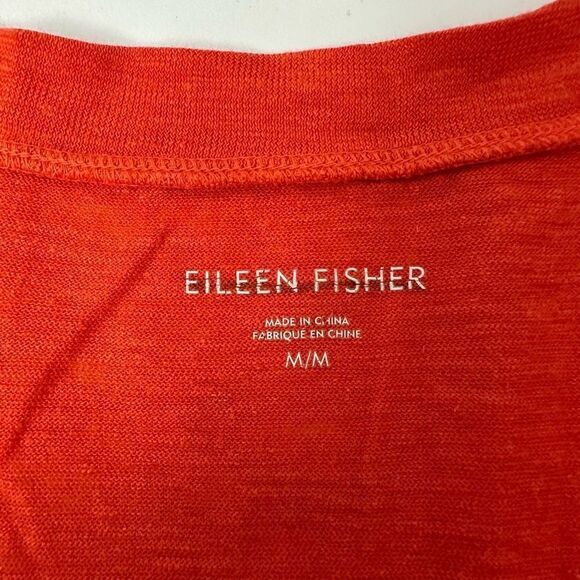 EILEEN FISHER
MADE IN CHINA
FABRIQUE EN CHINE
M/M